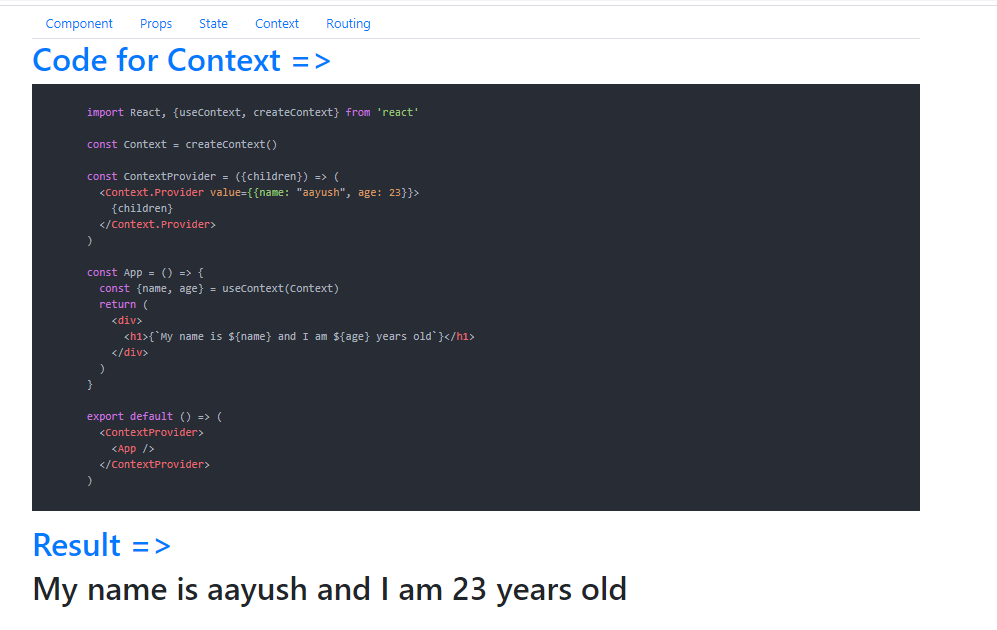 Component Props State Context Routing
Code for Context =>
import React, {useContext, createContext} from 'react'
const Context = createContext()
const ContextProvider = ({children}) => (
<Context.Provider value={{name: "aayush", age: 23}}>
{children}
</Context.Provider>
)
const App = () => {
const {name, age} = useContext(Context)
return (
<div>
<h1>{`My name is ${name} and I am ${age} years old`}</h1>
</div>
)
}
export default () => (
<ContextProvider>
<App />
</ContextProvider>
)
Result =>
My name is aayush and I am 23 years old